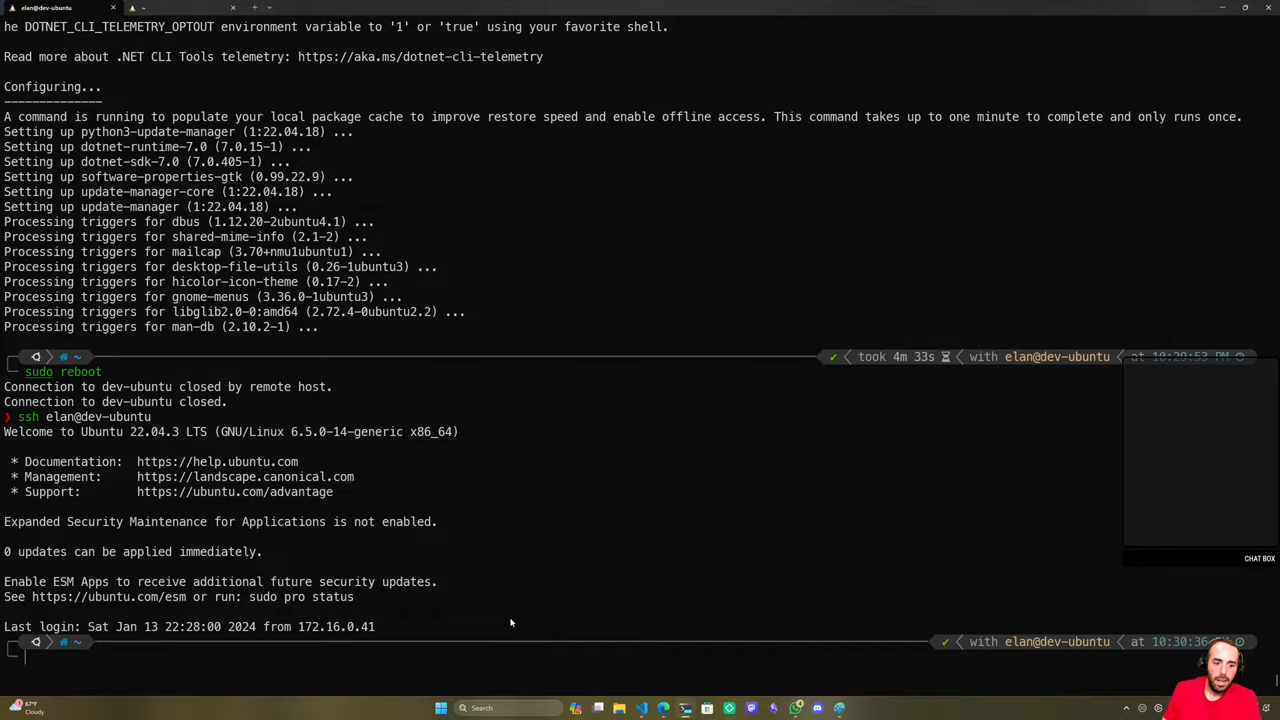 elan@dev-ubuntu
~
he DOTNET_CLI_TELEMETRY_OPTOUT environment variable to '1' or 'true' using your favorite shell.
Read more about .NET CLI Tools telemetry: https://aka.ms/dotnet-cli-telemetry
Configuring...
--------------
A command is running to populate your local package cache to improve restore speed and enable offline access. This command takes up to one minute to complete and only runs once.
Setting up python3-update-manager (1:22.04.18) ...
Setting up dotnet-runtime-7.0 (7.0.15-1) ...
Setting up dotnet-sdk-7.0 (7.0.405-1) ...
Setting up software-properties-gtk (0.99.22.9) ...
Setting up update-manager-core (1:22.04.18) ...
Setting up update-manager (1:22.04.18) ...
Processing triggers for dbus (1.12.20-2ubuntu4.1) ...
Processing triggers for shared-mime-info (2.1-2) ...
Processing triggers for mailcap (3.70+nmu1ubuntu1) ...
Processing triggers for desktop-file-utils (0.26-1ubuntu3) ...
Processing triggers for hicolor-icon-theme (0.17-2) ...
Processing triggers for gnome-menus (3.36.0-1ubuntu3) ...
Processing triggers for libglib2.0-0:amd64 (2.72.4-0ubuntu2.2) ...
Processing triggers for man-db (2.10.2-1) ...
~ ✔ took 4m 33s with elan@dev-ubuntu at 10:29:53 PM
sudo reboot
Connection to dev-ubuntu closed by remote host.
Connection to dev-ubuntu closed.
❯ ssh elan@dev-ubuntu
Welcome to Ubuntu 22.04.3 LTS (GNU/Linux 6.5.0-14-generic x86_64)
* Documentation: https://help.ubuntu.com
* Management: https://landscape.canonical.com
* Support: https://ubuntu.com/advantage
Expanded Security Maintenance for Applications is not enabled.
0 updates can be applied immediately.
Enable ESM Apps to receive additional future security updates.
See https://ubuntu.com/esm or run: sudo pro status
Last login: Sat Jan 13 22:28:00 2024 from 172.16.0.41
~ ✔ with elan@dev-ubuntu at 10:30:36
CHAT BOX
67°F
Cloudy
Search